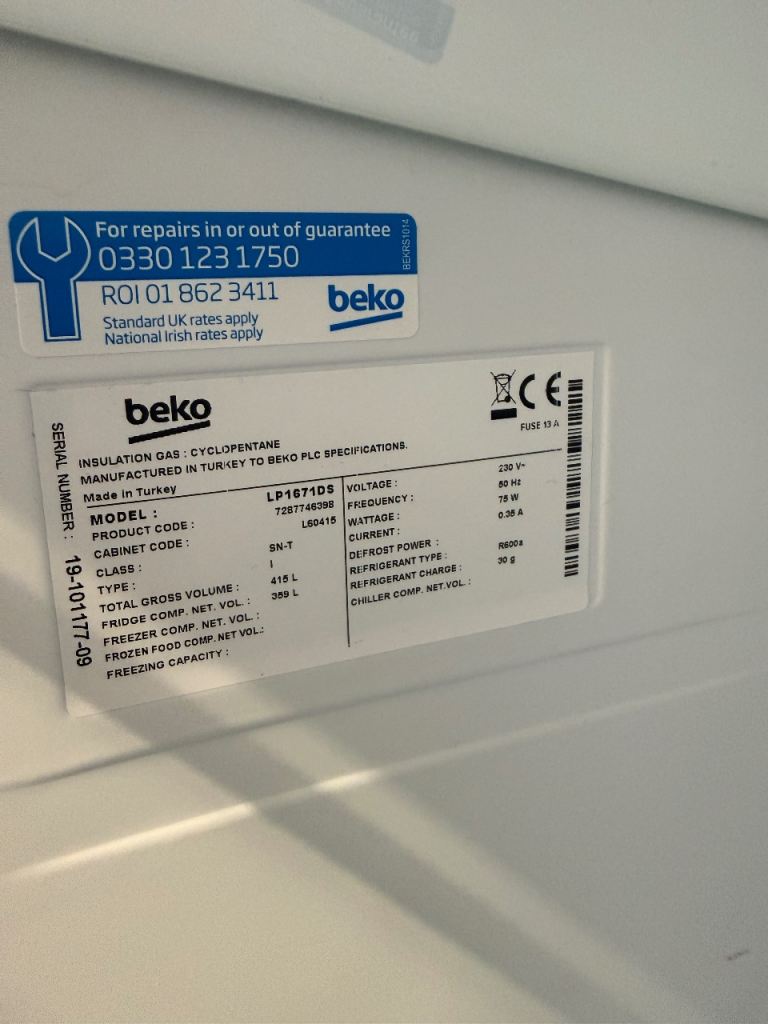 For repairs in or out of guarantee
0330 123 1750
ROI 01 862 3411
Standard UK rates apply
National Irish rates apply
beko
BEKRS1014
beko
CE
FUSE 13 A
INSULATION GAS : CYCLOPENTANE
MANUFACTURED IN TURKEY TO BEKO PLC SPECIFICATIONS.
Made in Turkey
SERIAL NUMBER : 19-101177-09
MODEL : LP1671DS
PRODUCT CODE : 7287746398
CABINET CODE : L60415
CLASS : SN-T
TYPE : I
TOTAL GROSS VOLUME : 415 L
FRIDGE COMP. NET. VOL. : 359 L
FREEZER COMP. NET. VOL. :
FROZEN FOOD COMP. NET VOL.:
FREEZING CAPACITY :
VOLTAGE : 230 V~
FREQUENCY : 50 Hz
WATTAGE : 75 W
CURRENT : 0.35 A
DEFROST POWER :
REFRIGERANT TYPE : R600a
REFRIGERANT CHARGE : 30 g
CHILLER COMP. NET.VOL. :